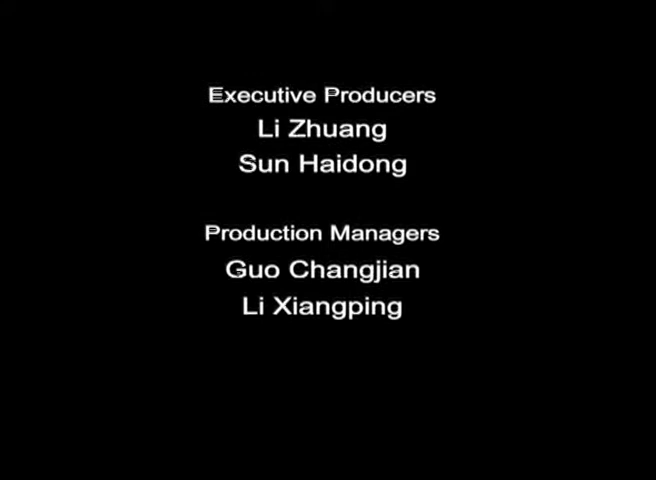 Executive Producers
Li Zhuang
Sun Haidong
Production Managers
Guo Changjian
Li Xiangping